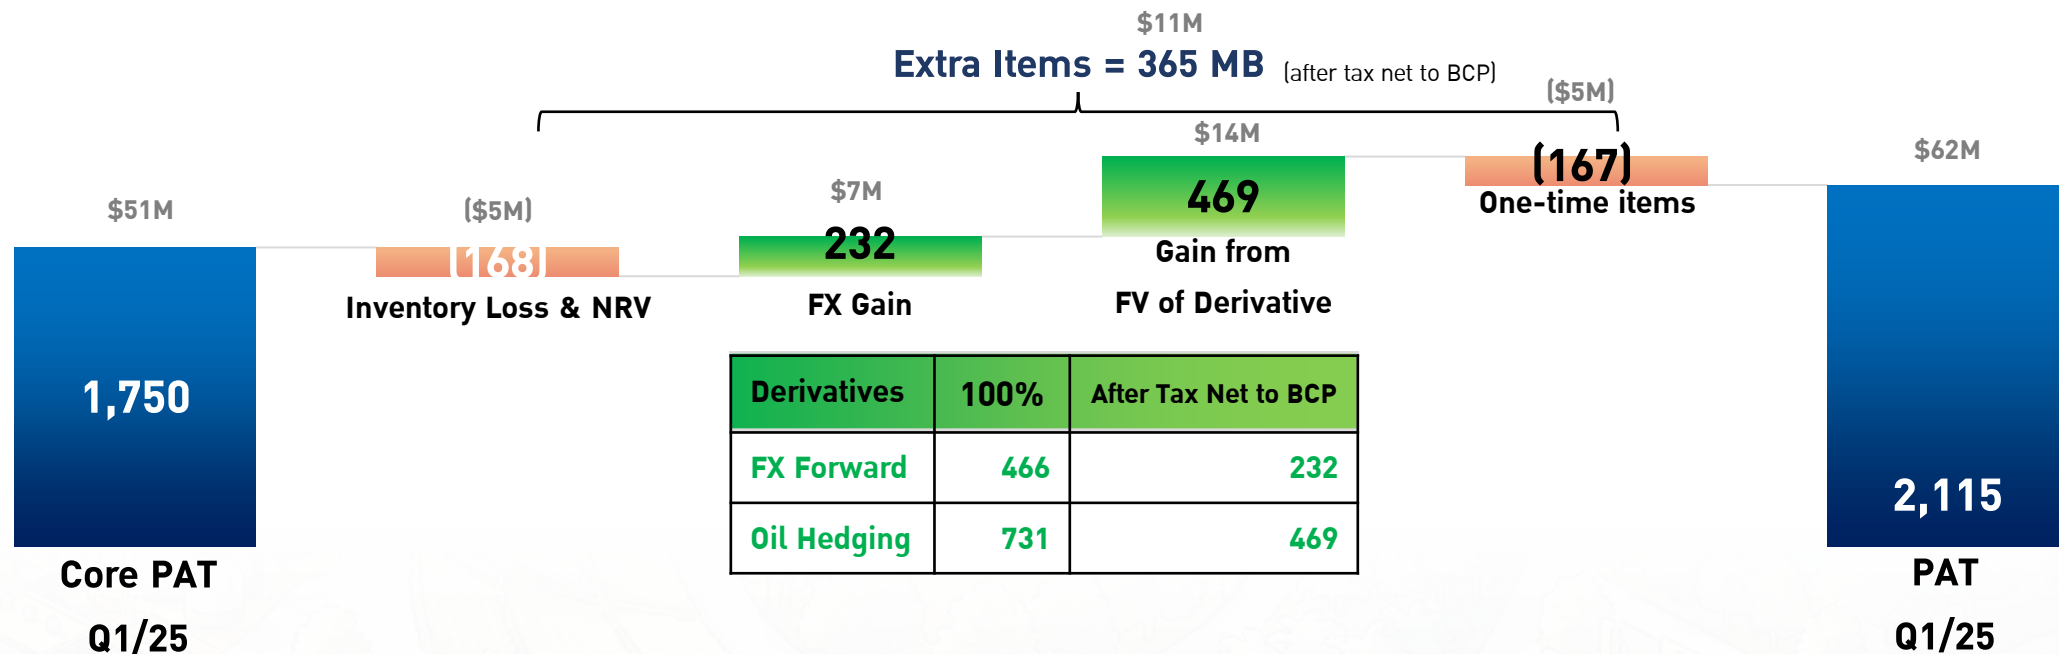 $11M
Extra Items = 365 MB (after tax net to BCP)
($5M)
$14M
$62M
(167)
One-time items
$51M
($5M)
$7M
469
232
(168)
Gain from
FV of Derivative
Inventory Loss & NRV
FX Gain
1,750
Derivatives 100% After Tax Net to BCP
FX Forward 466 232
Oil Hedging 731 469
2,115
Core PAT
Q1/25
PAT
Q1/25